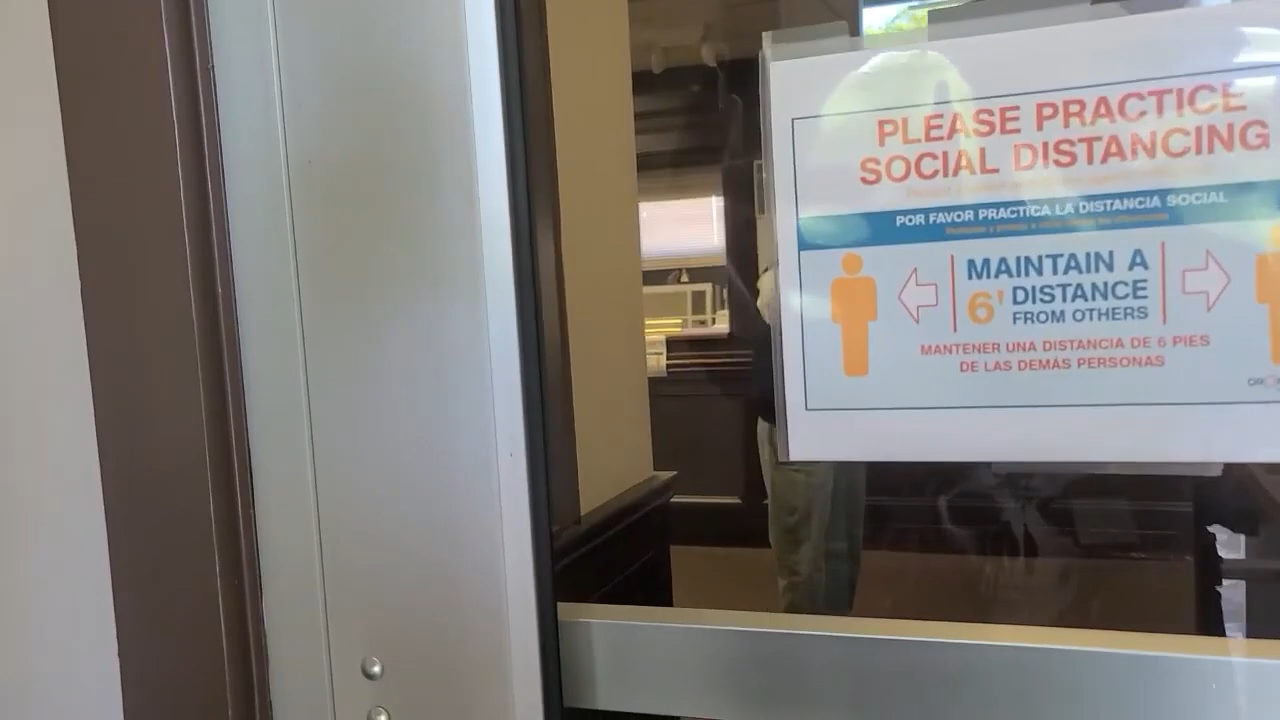 PLEASE PRACTICE
SOCIAL DISTANCING
POR FAVOR PRACTICA LA DISTANCIA SOCIAL
MAINTAIN A
6' DISTANCE
FROM OTHERS
MANTENER UNA DISTANCIA DE 6 PIES
DE LAS DEMÁS PERSONAS